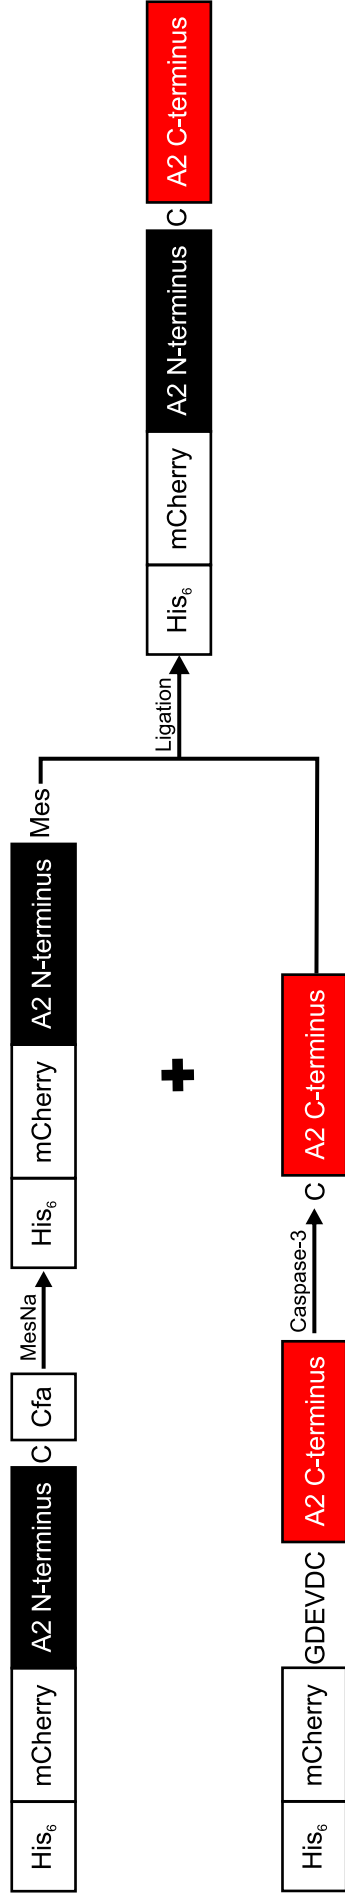 His₆ mCherry A2 N-terminus C Cfa
MesNa
His₆ mCherry A2 N-terminus Mes
His₆ mCherry GDEVDC A2 C-terminus
Caspase-3
C A2 C-terminus
+
Ligation
His₆ mCherry A2 N-terminus C A2 C-terminus